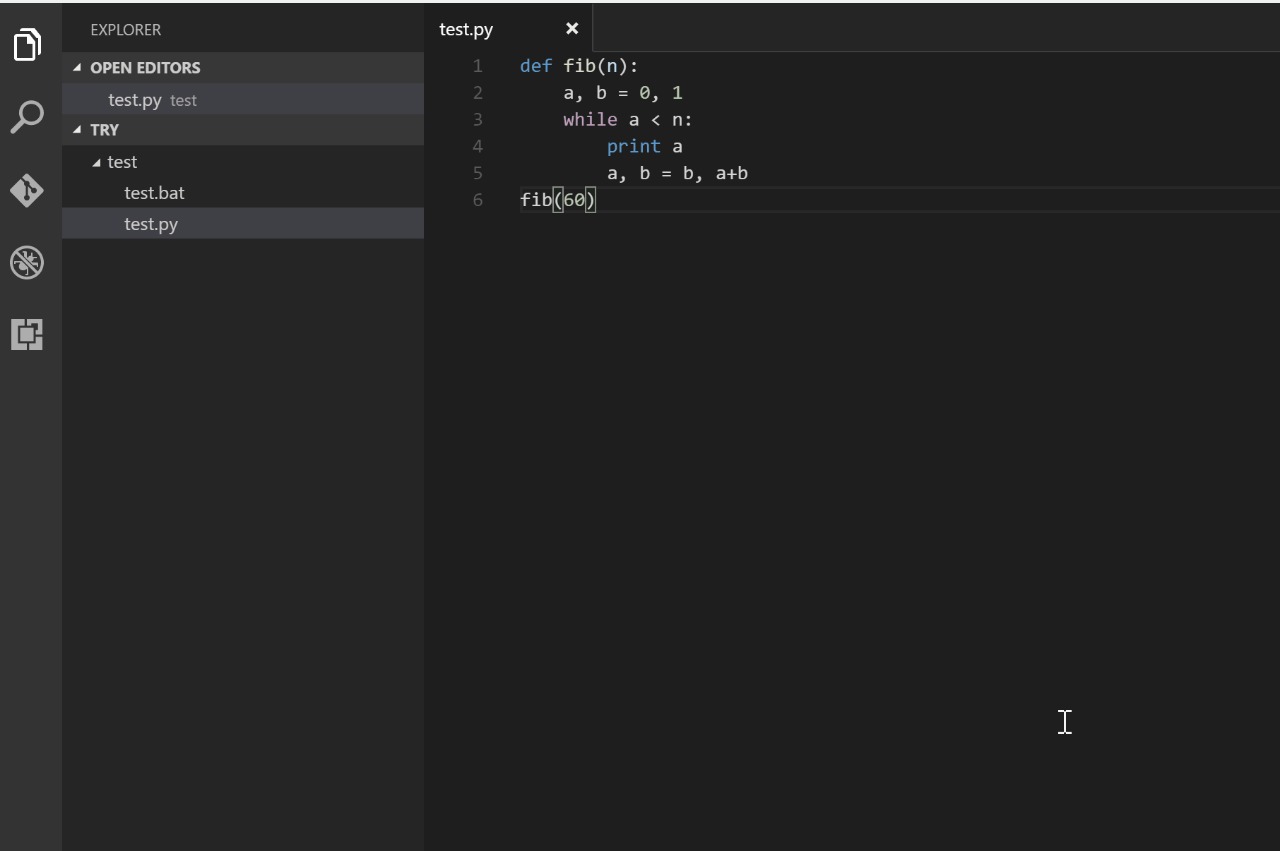 EXPLORER
OPEN EDITORS
test.py test
TRY
test
test.bat
test.py
test.py
1 def fib(n):
2     a, b = 0, 1
3     while a < n:
4         print a
5         a, b = b, a+b
6 fib(60)